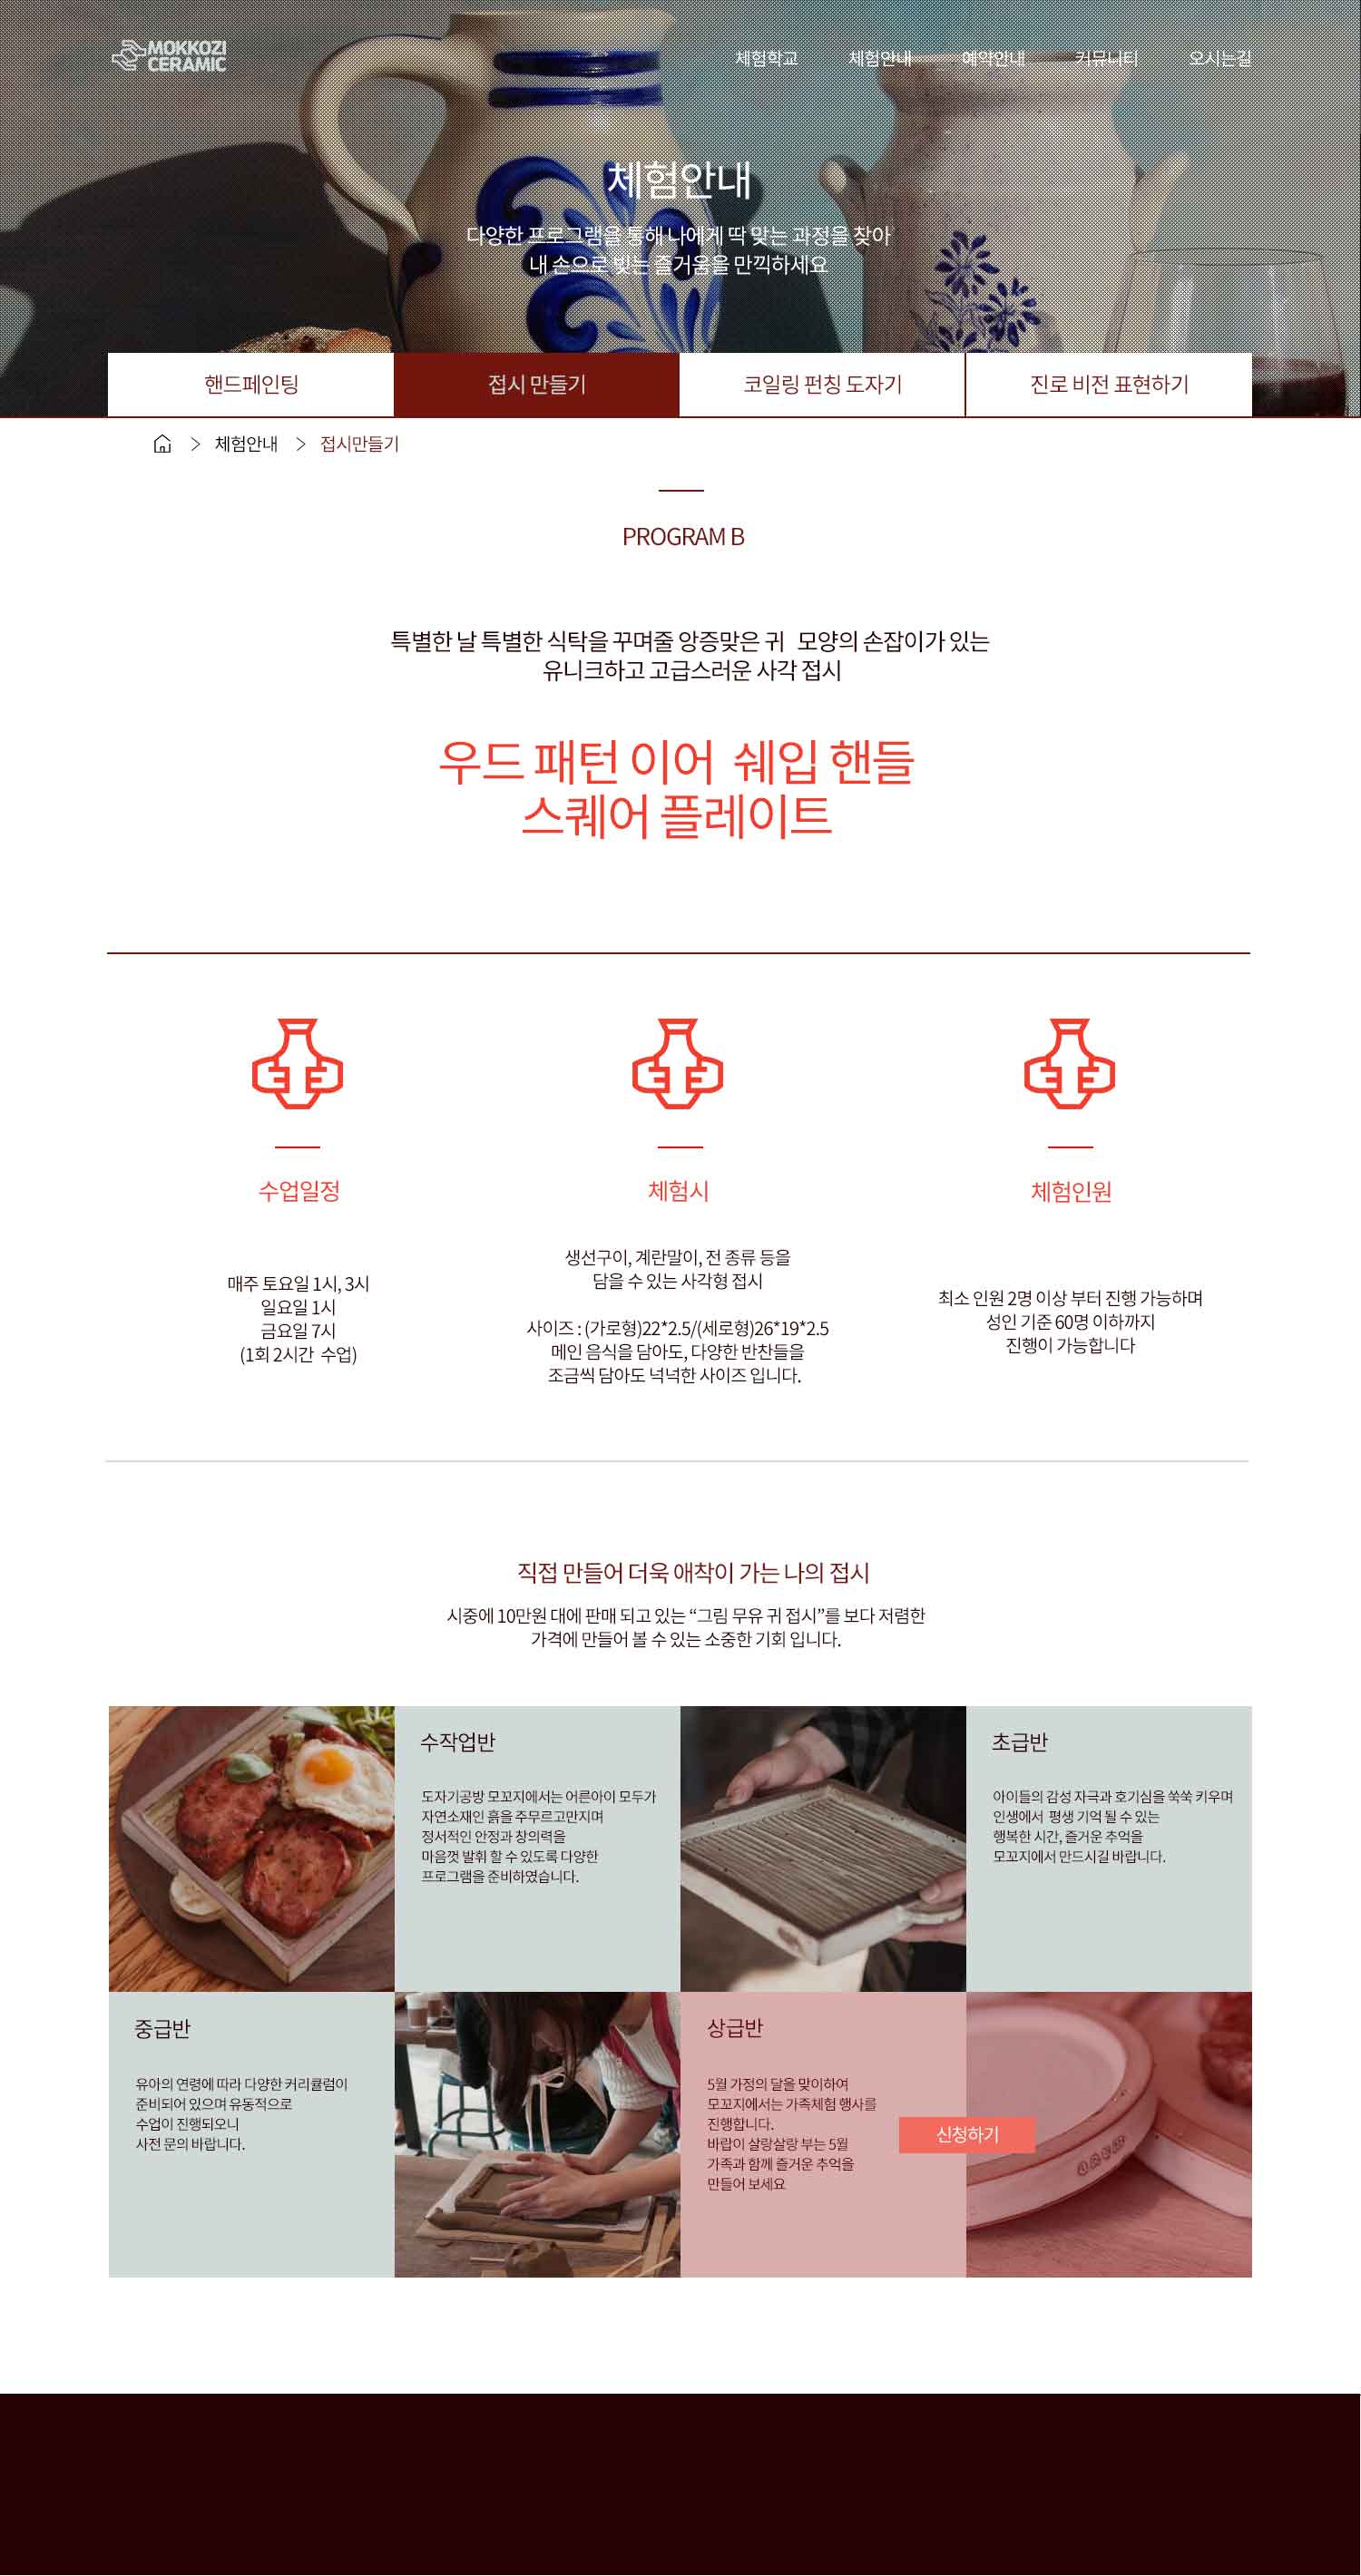 MOKKOZI
CERAMIC
체험학교 체험안내 예약안내 커뮤니티 오시는길
체험안내
다양한 프로그램을 통해 나에게 딱 맞는 과정을 찾아
내 손으로 빚는 즐거움을 만끽하세요
핸드페인팅 접시 만들기 코일링 펀칭 도자기 진로 비전 표현하기
> 체험안내 > 접시만들기
PROGRAM B
특별한 날 특별한 식탁을 꾸며줄 앙증맞은 귀 모양의 손잡이가 있는
유니크하고 고급스러운 사각 접시
우드 패턴 이어 쉐입 핸들
스퀘어 플레이트
수업일정
매주 토요일 1시, 3시
일요일 1시
금요일 7시
(1회 2시간 수업)
체험시
생선구이, 계란말이, 전 종류 등을
담을 수 있는 사각형 접시
사이즈 : (가로형)22*2.5/(세로형)26*19*2.5
메인 음식을 담아도, 다양한 반찬들을
조금씩 담아도 넉넉한 사이즈 입니다.
체험인원
최소 인원 2명 이상 부터 진행 가능하며
성인 기준 60명 이하까지
진행이 가능합니다
직접 만들어 더욱 애착이 가는 나의 접시
시중에 10만원 대에 판매 되고 있는 “그림 무유 귀 접시”를 보다 저렴한
가격에 만들어 볼 수 있는 소중한 기회 입니다.
수작업반
도자기공방 모꼬지에서는 어른아이 모두가
자연소재인 흙을 주무르고만지며
정서적인 안정과 창의력을
마음껏 발휘 할 수 있도록 다양한
프로그램을 준비하였습니다.
초급반
아이들의 감성 자극과 호기심을 쑥쑥 키우며
인생에서 평생 기억 될 수 있는
행복한 시간, 즐거운 추억을
모꼬지에서 만드시길 바랍니다.
중급반
유아의 연령에 따라 다양한 커리큘럼이
준비되어 있으며 유동적으로
수업이 진행되오니
사전 문의 바랍니다.
상급반
5월 가정의 달을 맞이하여
모꼬지에서는 가족체험 행사를
진행합니다.
바람이 살랑살랑 부는 5월
가족과 함께 즐거운 추억을
만들어 보세요
신청하기